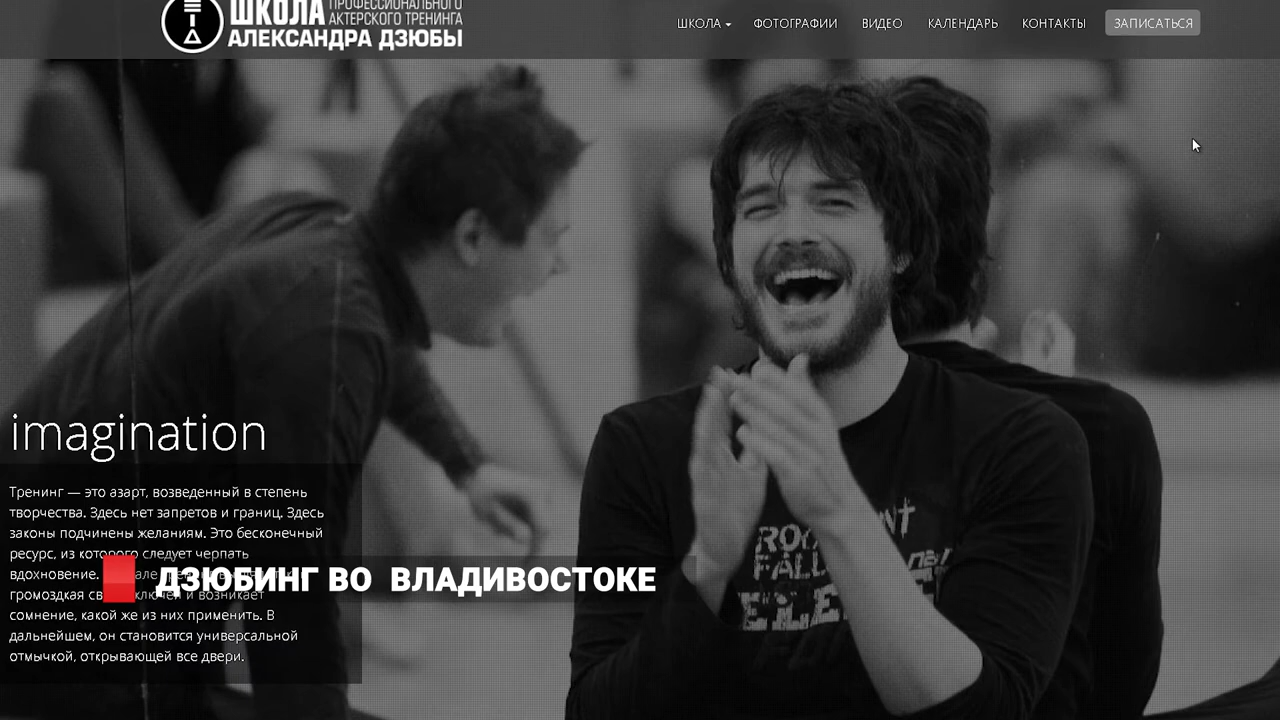 ШКОЛА ПРОФЕССИОНАЛЬНОГО
АКТЕРСКОГО ТРЕНИНГА
АЛЕКСАНДРА ДЗЮБЫ
ШКОЛА ФОТОГРАФИИ ВИДЕО КАЛЕНДАРЬ КОНТАКТЫ ЗАПИСАТЬСЯ
imagination
Тренинг — это азарт, возведенный в степень
творчества. Здесь нет запретов и границ. Здесь
законы подчинены желаниям. Это бесконечный
ресурс, из которого следует черпать
вдохновение.
ДЗЮБИНГ ВО ВЛАДИВОСТОКЕ
громоздкая и возникает
сомнение, какой же из них применить. В
дальнейшем, он становится универсальной
отмычкой, открывающей все двери.